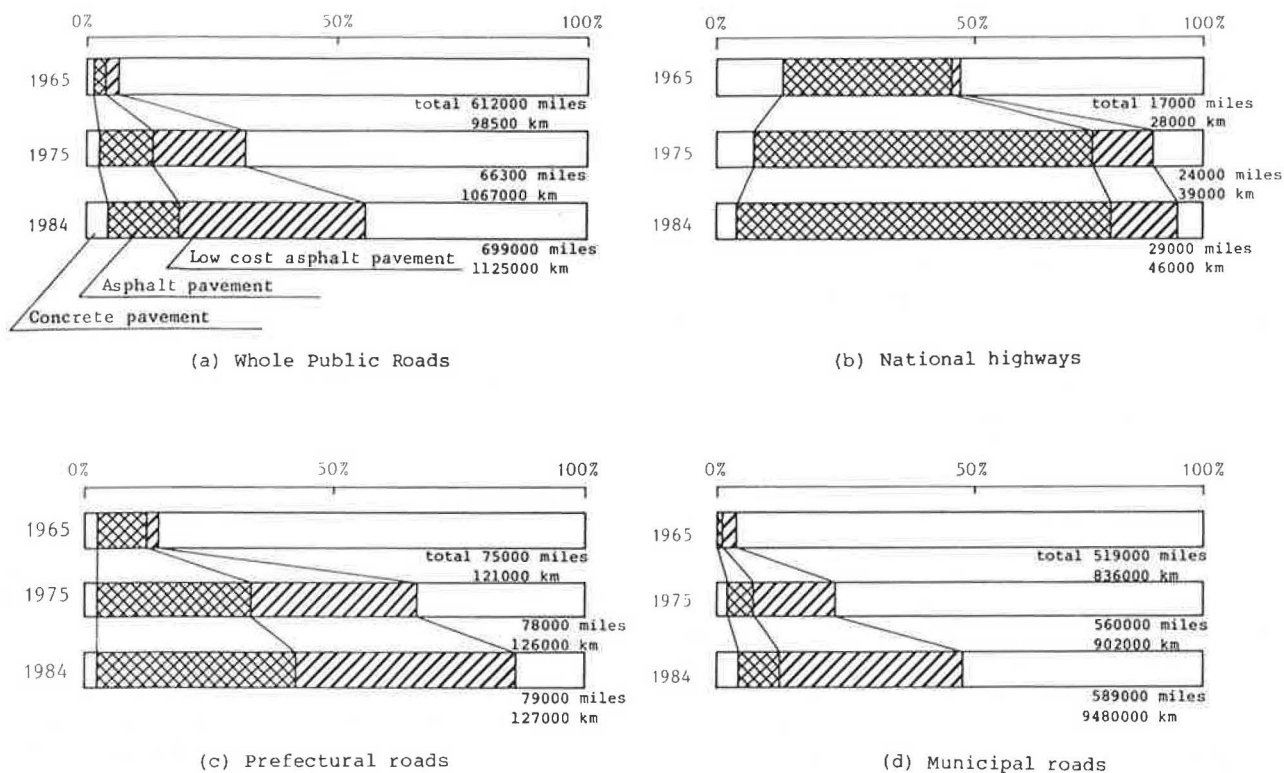 0% 50% 100%
1965
total 612000 miles
98500 km
1975
66300 miles
1067000 km
1984
699000 miles
1125000 km
Low cost asphalt pavement
Asphalt pavement
Concrete pavement
(a) Whole Public Roads
0% 50% 100%
1965
total 17000 miles
28000 km
1975
24000 miles
39000 km
1984
29000 miles
46000 km
(b) National highways
0% 50% 100%
1965
total 75000 miles
121000 km
1975
78000 miles
126000 km
1984
79000 miles
127000 km
(c) Prefectural roads
0% 50% 100%
1965
total 519000 miles
836000 km
1975
560000 miles
902000 km
1984
589000 miles
9480000 km
(d) Municipal roads